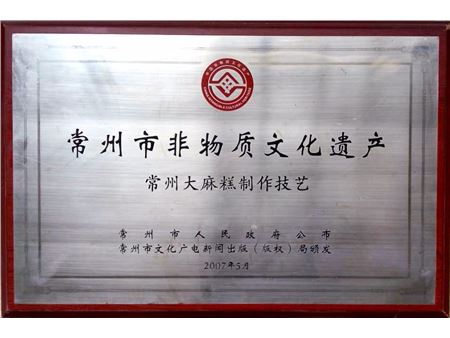 常州市非物质文化遗产
常州大麻糕制作技艺
常州市人民政府公布
常州市文化广电新闻出版（版权）局颁发
2007年5月